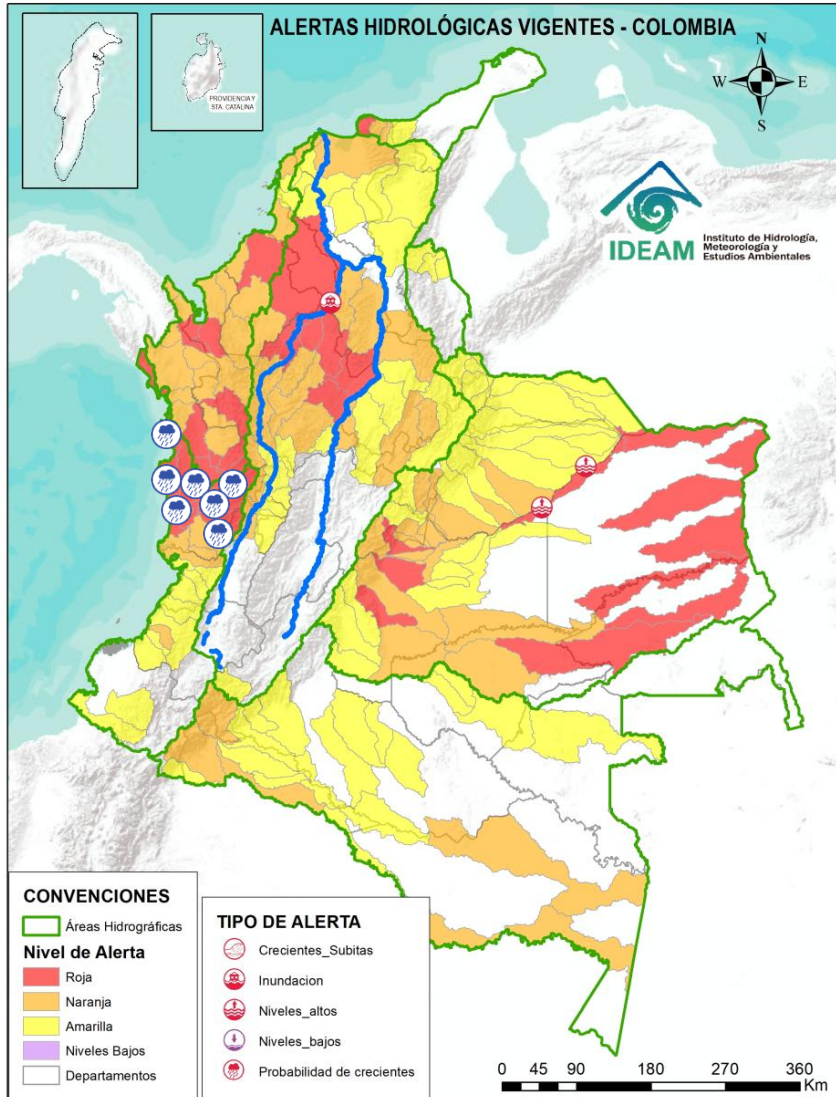 ALERTAS HIDROLÓGICAS VIGENTES - COLOMBIA
PROVIDENCIA Y
STA. CATALINA
N
W
E
S
IDEAM
Instituto de Hidrología,
Meteorología y
Estudios Ambientales
CONVENCIONES
Áreas Hidrográficas
Nivel de Alerta
Roja
Naranja
Amarilla
Niveles Bajos
Departamentos
TIPO DE ALERTA
Crecientes_Subitas
Inundacion
Niveles_altos
Niveles_bajos
Probabilidad de crecientes
0 45 90 180 270 360
Km